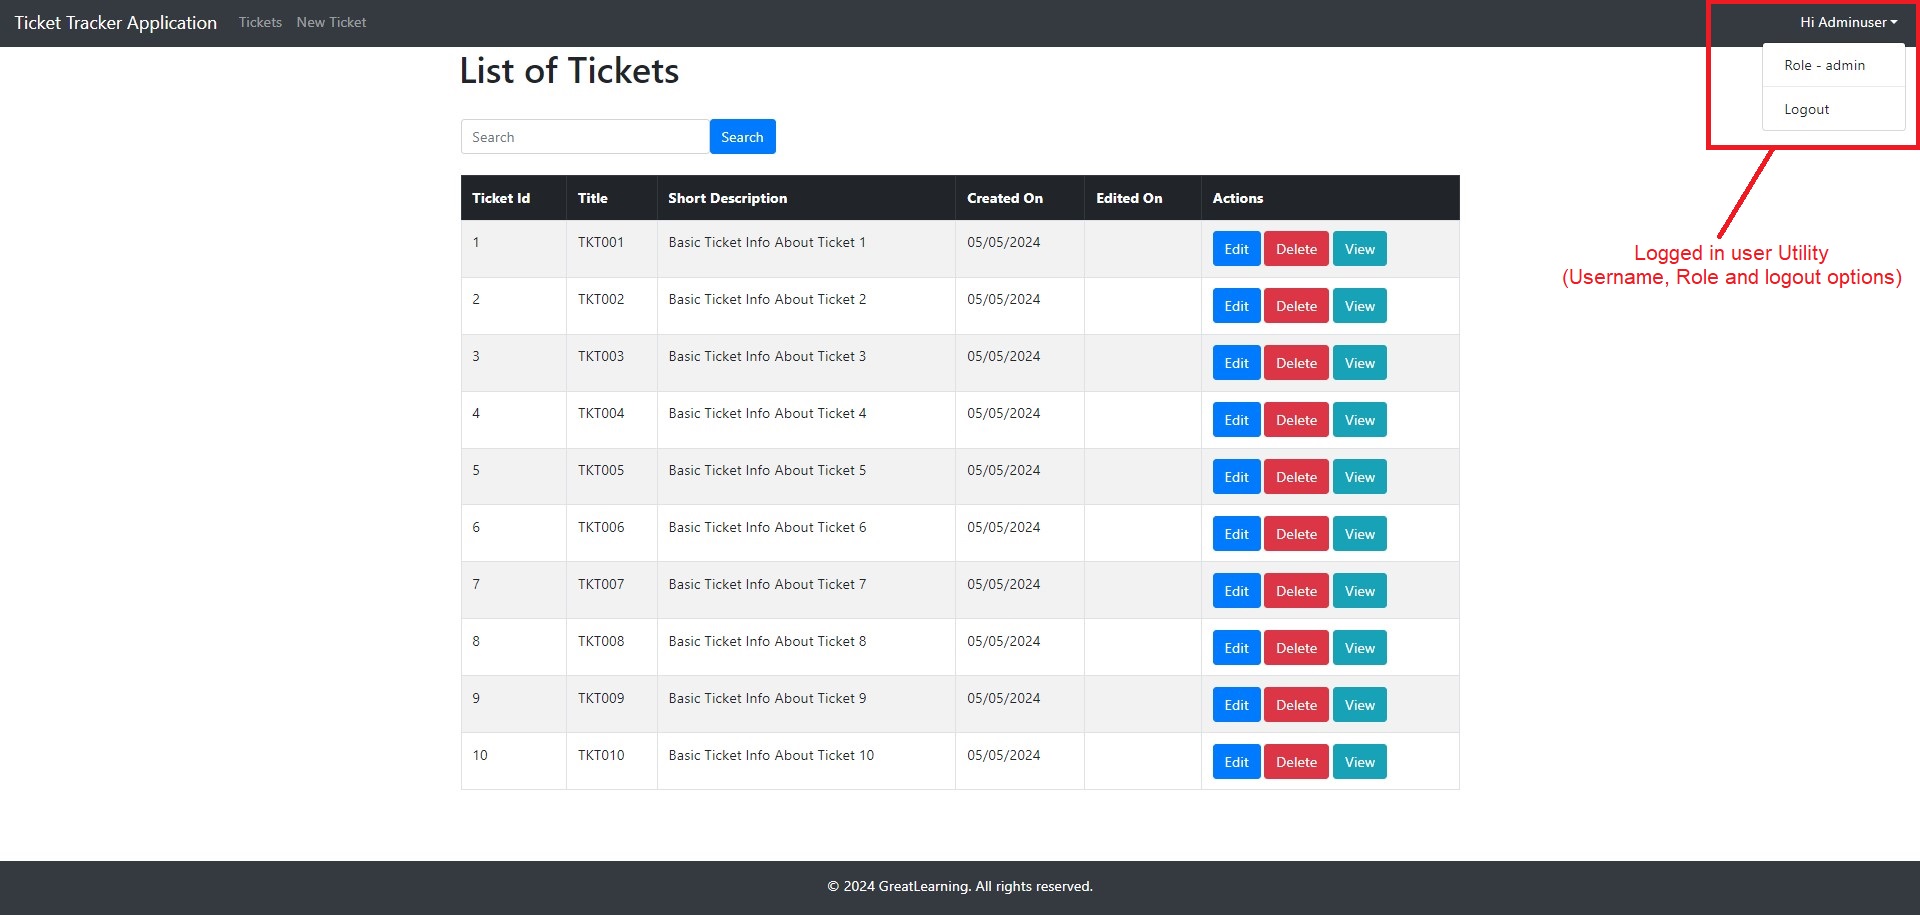 Ticket Tracker Application Tickets New Ticket Hi Adminuser
Role - admin
Logout
List of Tickets
Search Search
Logged in user Utility
(Username, Role and logout options)
Ticket Id Title Short Description Created On Edited On Actions
1 TKT001 Basic Ticket Info About Ticket 1 05/05/2024 Edit Delete View
2 TKT002 Basic Ticket Info About Ticket 2 05/05/2024 Edit Delete View
3 TKT003 Basic Ticket Info About Ticket 3 05/05/2024 Edit Delete View
4 TKT004 Basic Ticket Info About Ticket 4 05/05/2024 Edit Delete View
5 TKT005 Basic Ticket Info About Ticket 5 05/05/2024 Edit Delete View
6 TKT006 Basic Ticket Info About Ticket 6 05/05/2024 Edit Delete View
7 TKT007 Basic Ticket Info About Ticket 7 05/05/2024 Edit Delete View
8 TKT008 Basic Ticket Info About Ticket 8 05/05/2024 Edit Delete View
9 TKT009 Basic Ticket Info About Ticket 9 05/05/2024 Edit Delete View
10 TKT010 Basic Ticket Info About Ticket 10 05/05/2024 Edit Delete View
© 2024 GreatLearning. All rights reserved.